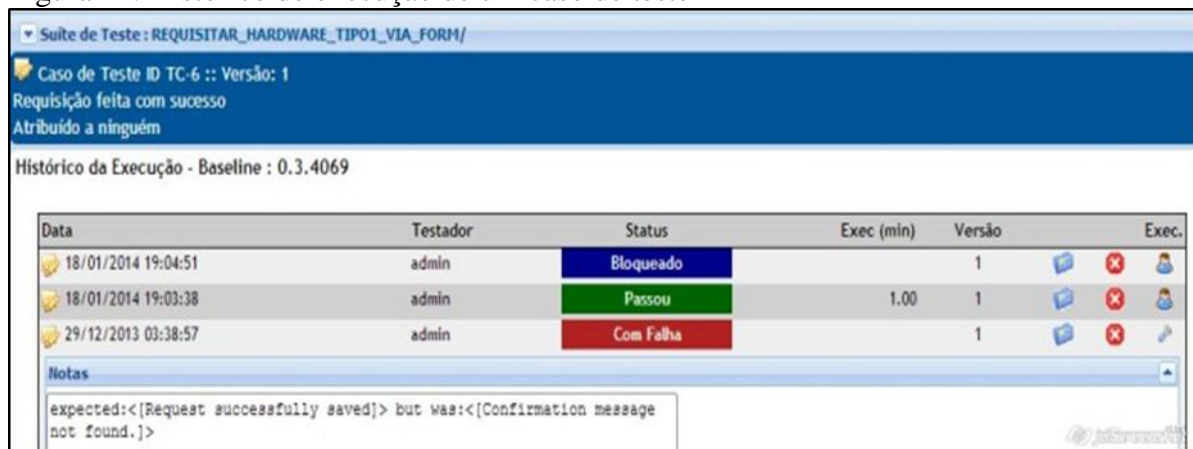 Suíte de Teste : REQUISITAR_HARDWARE_TIPO1_VIA_FORM/
Caso de Teste ID TC-6 :: Versão: 1
Requisição feita com sucesso
Atribuído a ninguém
Histórico da Execução - Baseline : 0.3.4069
Data Testador Status Exec (min) Versão Exec.
18/01/2014 19:04:51 admin Bloqueado 1
18/01/2014 19:03:38 admin Passou 1.00 1
29/12/2013 03:38:57 admin Com Falha 1
Notas
expected:<[Request successfully saved]> but was:<[Confirmation message
not found.]>